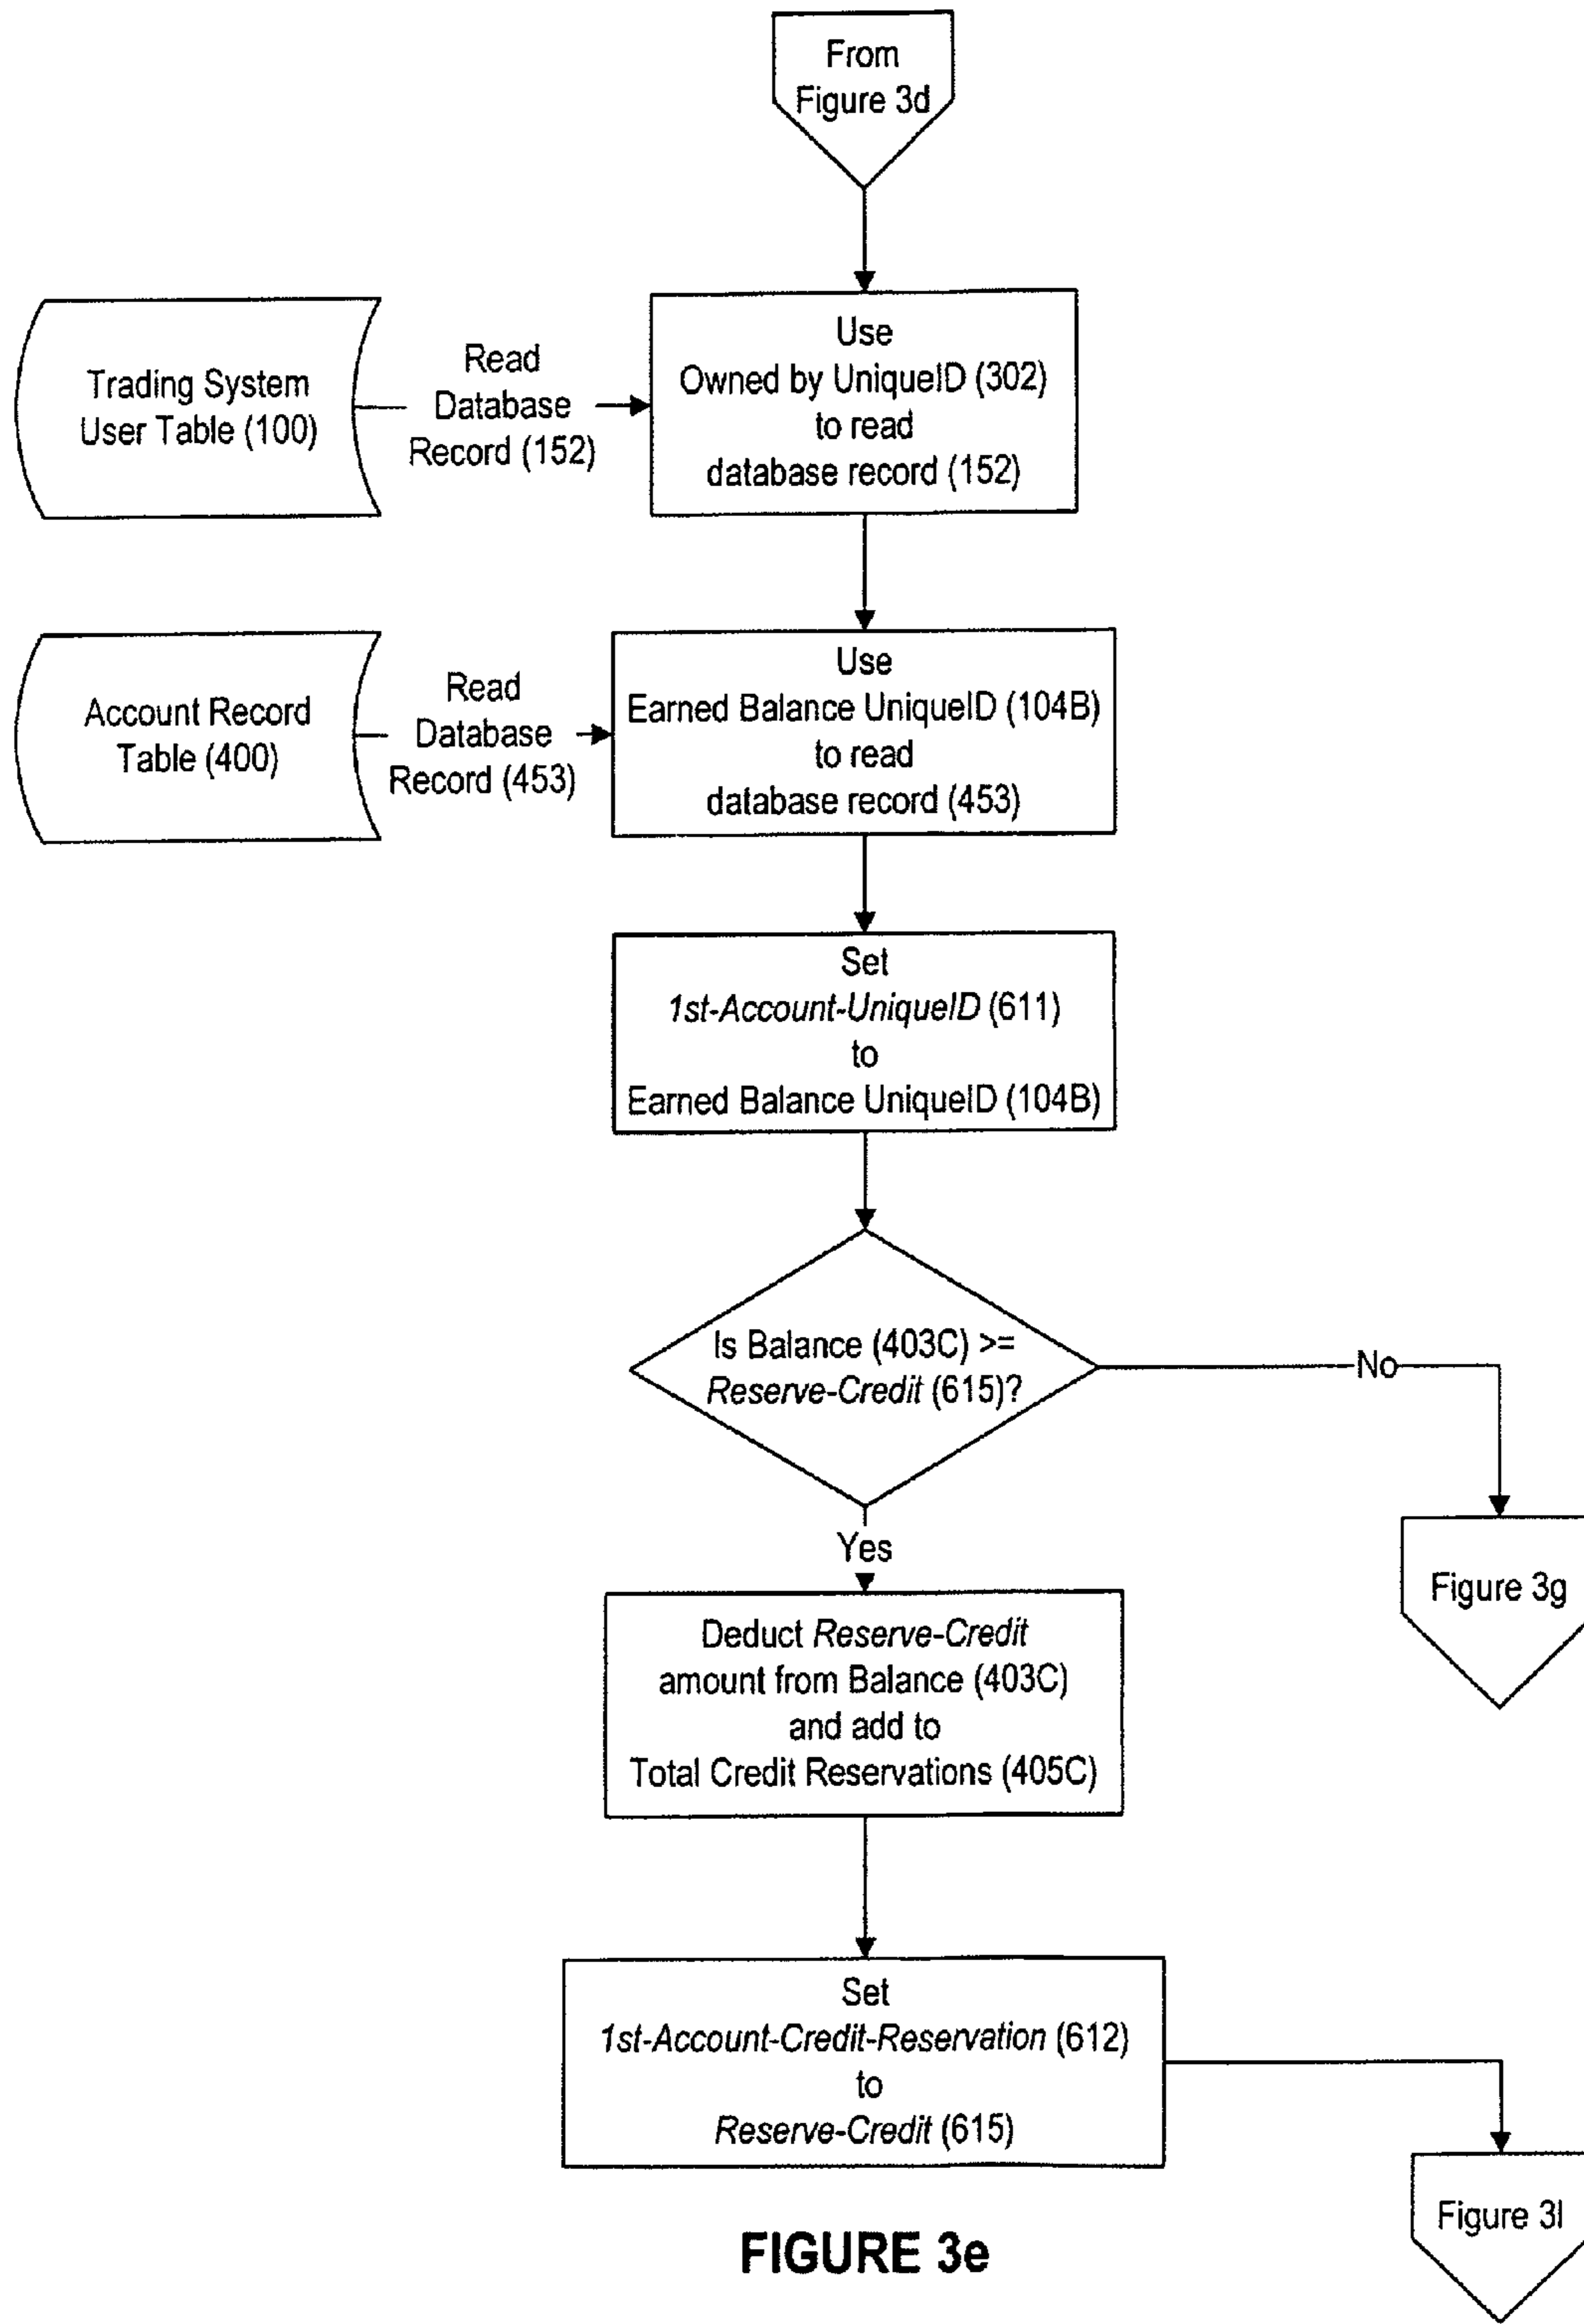 From
Figure 3d
Trading System
User Table (100)
Read
Database
Record (152)
Use
Owned by UniqueID (302)
to read
database record (152)
Account Record
Table (400)
Read
Database
Record (453)
Use
Earned Balance UniqueID (104B)
to read
database record (453)
Set
1st-Account-UniqueID (611)
to
Earned Balance UniqueID (104B)
Is Balance (403C) >=
Reserve-Credit (615)?
No
Figure 3g
Yes
Deduct Reserve-Credit
amount from Balance (403C)
and add to
Total Credit Reservations (405C)
Set
1st-Account-Credit-Reservation (612)
to
Reserve-Credit (615)
Figure 3l
FIGURE 3e